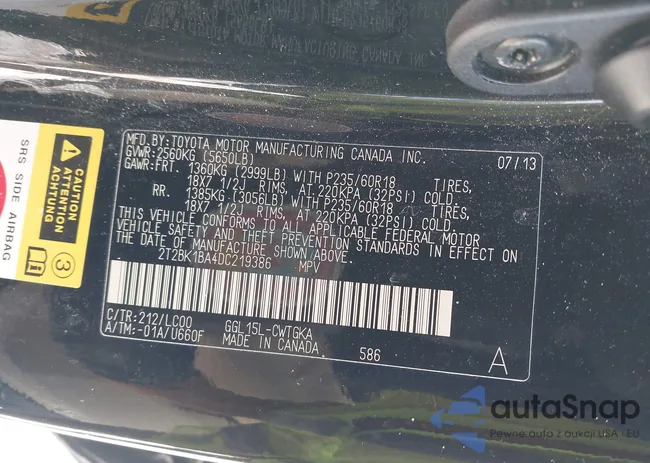 MFD.BY:TOYOTA MOTOR MANUFACTURING CANADA INC. 07/13
GVWR:2560KG (5650LB)
GAWR:FRT. 1360KG (2999LB) WITH P235/60R18 TIRES,
18X7 1/2J RIMS, AT 220KPA (32PSI) COLD.
RR. 1385KG (3056LB) WITH P235/60R18 TIRES,
18X7 1/2J RIMS, AT 220KPA (32PSI) COLD.
THIS VEHICLE CONFORMS TO ALL APPLICABLE FEDERAL MOTOR
VEHICLE SAFETY AND THEFT PREVENTION STANDARDS IN EFFECT ON
THE DATE OF MANUFACTURE SHOWN ABOVE.
2T2BK1BA4DC219386 MPV
C/TR:212/LC00 GGL15L-CWTGKA
A/TM:-01A/U660F MADE IN CANADA 586 A
SRS SIDE AIRBAG
CAUTION
ATTENTION
ACHTUNG
3
autaSnap
Pewne auta z aukcji USA i EU